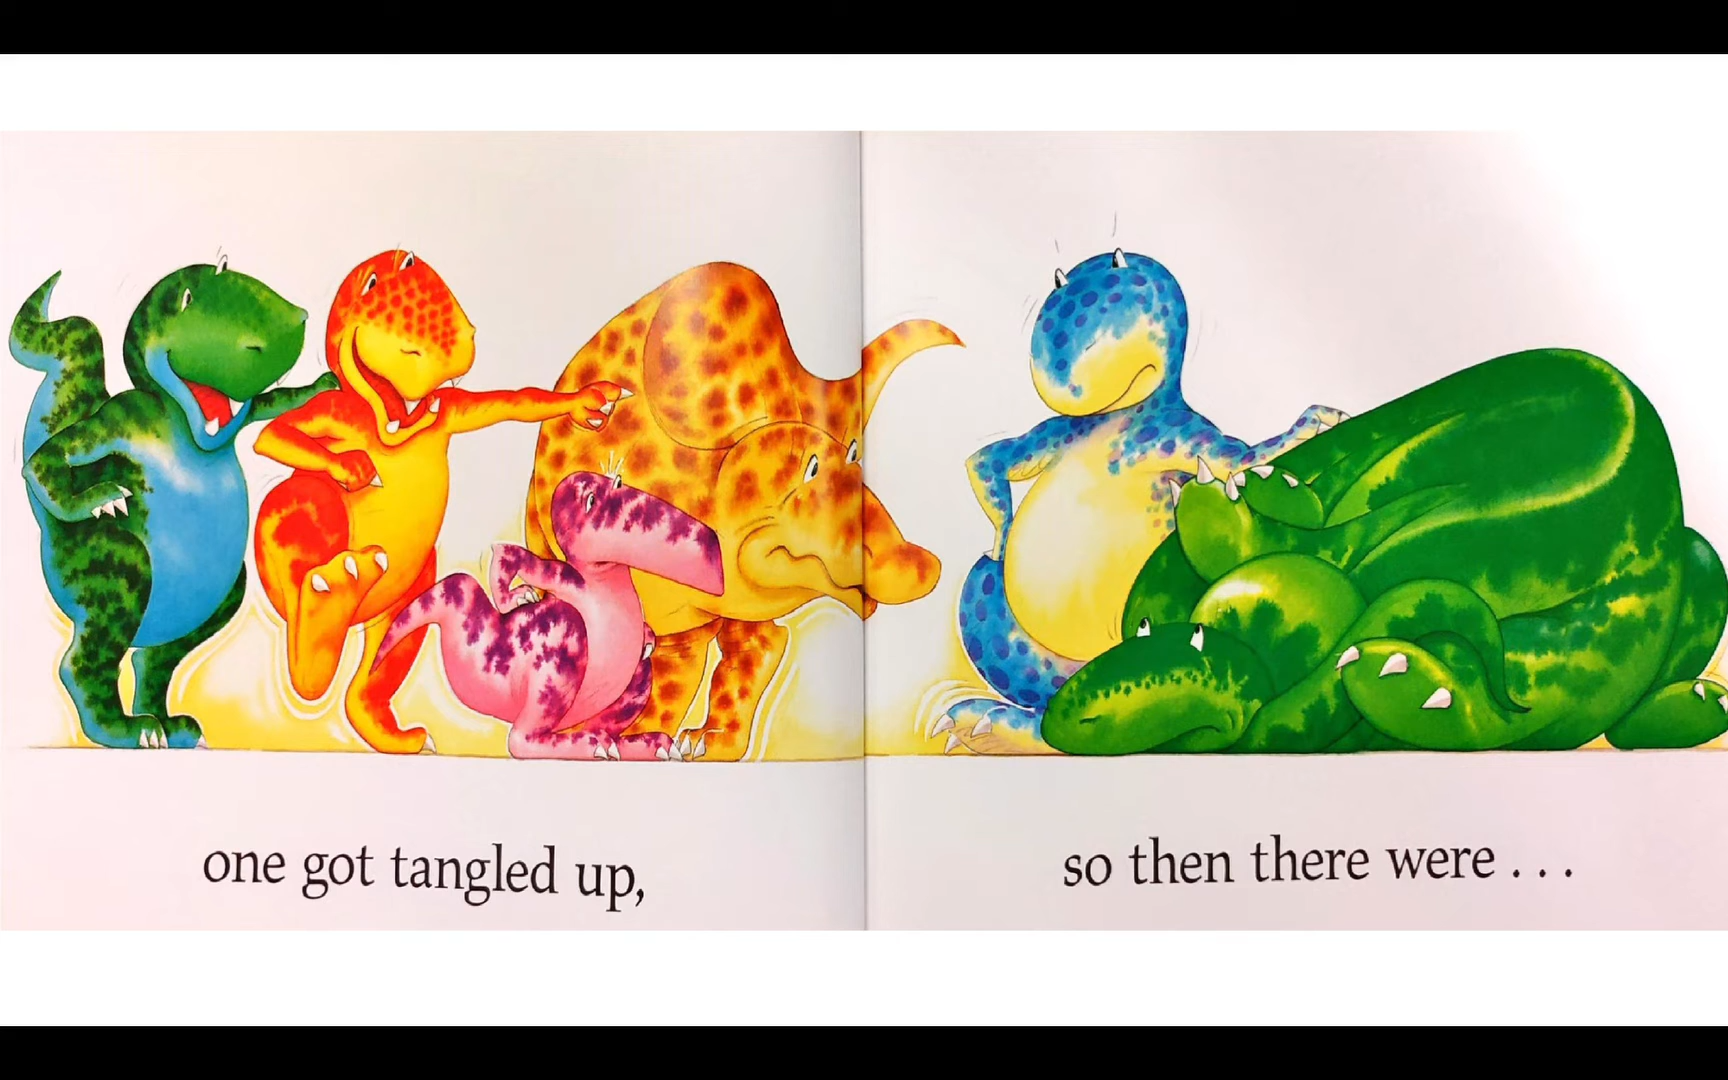 one got tangled up,
so then there were . . .